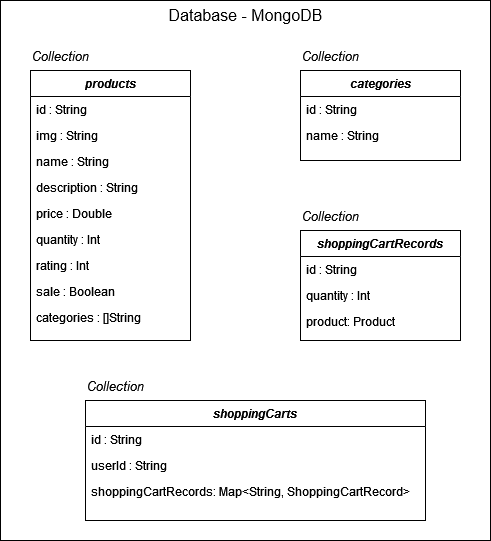 Database - MongoDB
Collection
products
id : String
img : String
name : String
description : String
price : Double
quantity : Int
rating : Int
sale : Boolean
categories : []String
Collection
categories
id : String
name : String
Collection
shoppingCartRecords
id : String
quantity : Int
product: Product
Collection
shoppingCarts
id : String
userId : String
shoppingCartRecords: Map<String, ShoppingCartRecord>